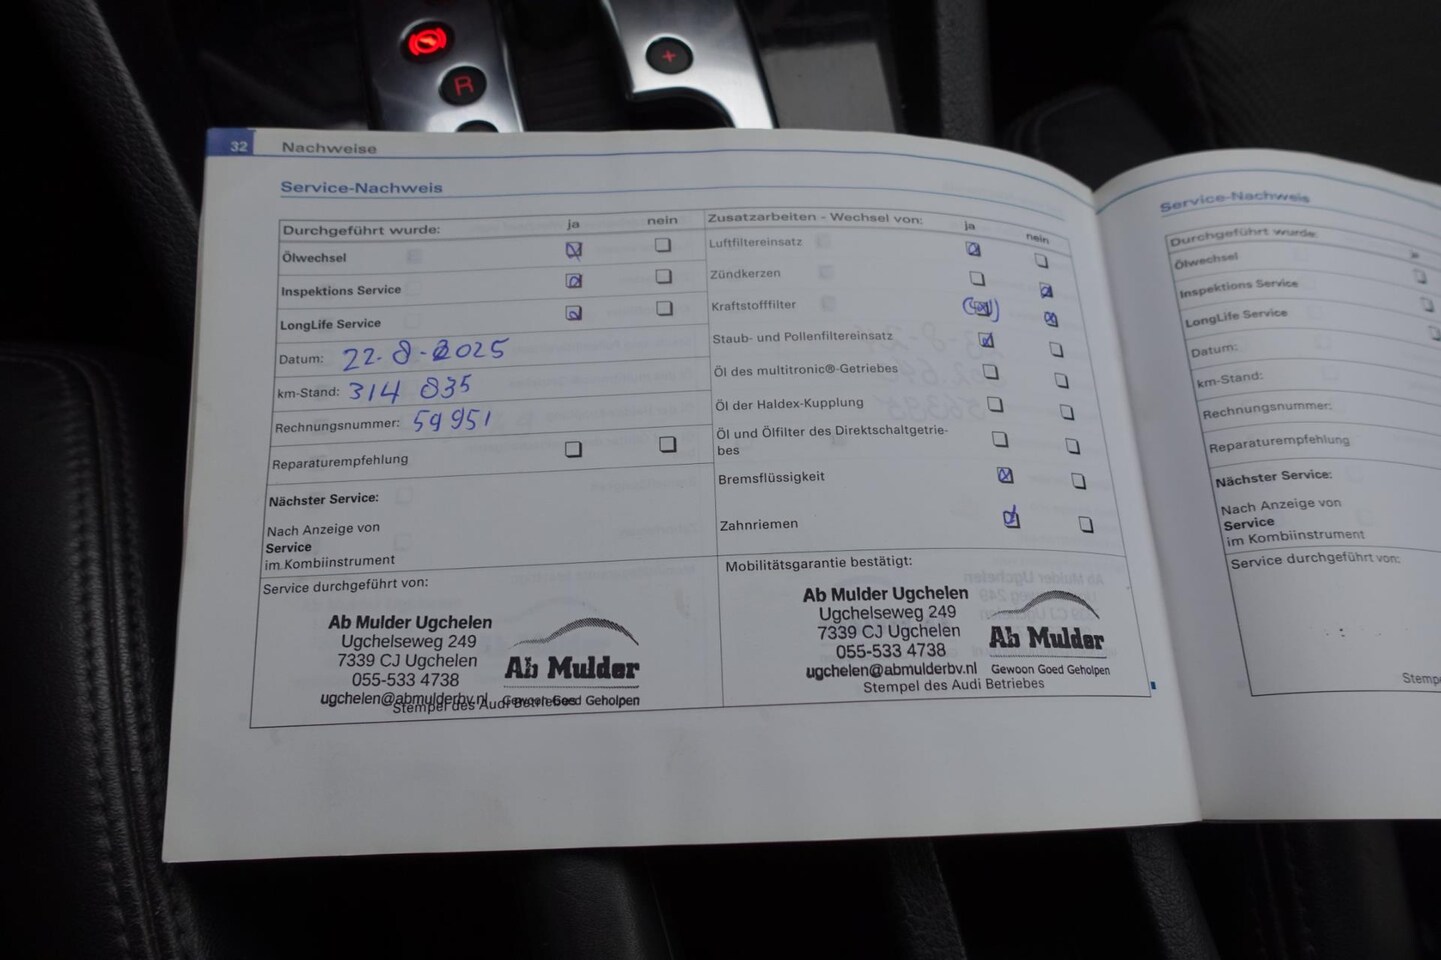 R
+
32 Nachweise
Service-Nachweis
Durchgeführt wurde: ja nein
Ölwechsel
Inspektions Service
LongLife Service
Datum: 22-8-2025
km-Stand: 314 835
Rechnungsnummer: 59951
Reparaturempfehlung
Nächster Service:
Nach Anzeige von
Service
im Kombiinstrument
Service durchgeführt von:
Ab Mulder Ugchelen
Ugchelseweg 249
7339 CJ Ugchelen
055-533 4738
ugchelen@abmulderbv.nl
Ab Mulder
Gewoon Goed Geholpen
Stempel des Audi Betriebes
Zusatzarbeiten - Wechsel von: ja nein
Luftfiltereinsatz
Zündkerzen
Kraftstofffilter
Staub- und Pollenfiltereinsatz
Öl des multitronic®-Getriebes
Öl der Haldex-Kupplung
Öl und Ölfilter des Direktschaltgetrie-
bes
Bremsflüssigkeit
Zahnriemen
Mobilitätsgarantie bestätigt:
Ab Mulder Ugchelen
Ugchelseweg 249
7339 CJ Ugchelen
055-533 4738
ugchelen@abmulderbv.nl
Ab Mulder
Gewoon Goed Geholpen
Stempel des Audi Betriebes
Service-Nachweis
Durchgeführt wurde:
Ölwechsel
Inspektions Service
LongLife Service
Datum:
km-Stand:
Rechnungsnummer:
Reparaturempfehlung
Nächster Service:
Nach Anzeige von
Service
im Kombiinstrument
Service durchgeführt von: